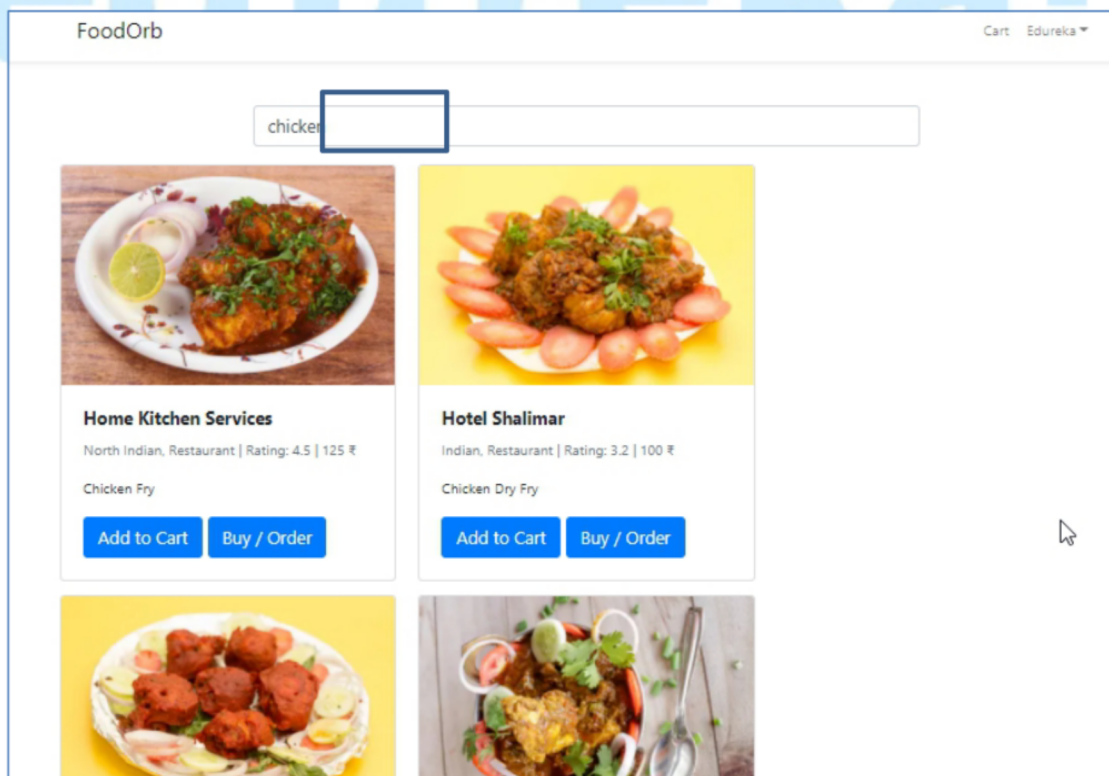 FoodOrb
Cart Edureka
chicken
Home Kitchen Services
North Indian, Restaurant | Rating: 4.5 | 125 ₹
Chicken Fry
Add to Cart Buy / Order
Hotel Shalimar
Indian, Restaurant | Rating: 3.2 | 100 ₹
Chicken Dry Fry
Add to Cart Buy / Order